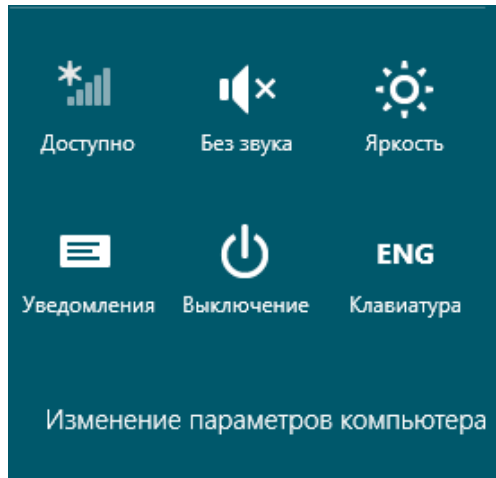 Доступно Без звука Яркость
ENG
Уведомления Выключение Клавиатура
Изменение параметров компьютера